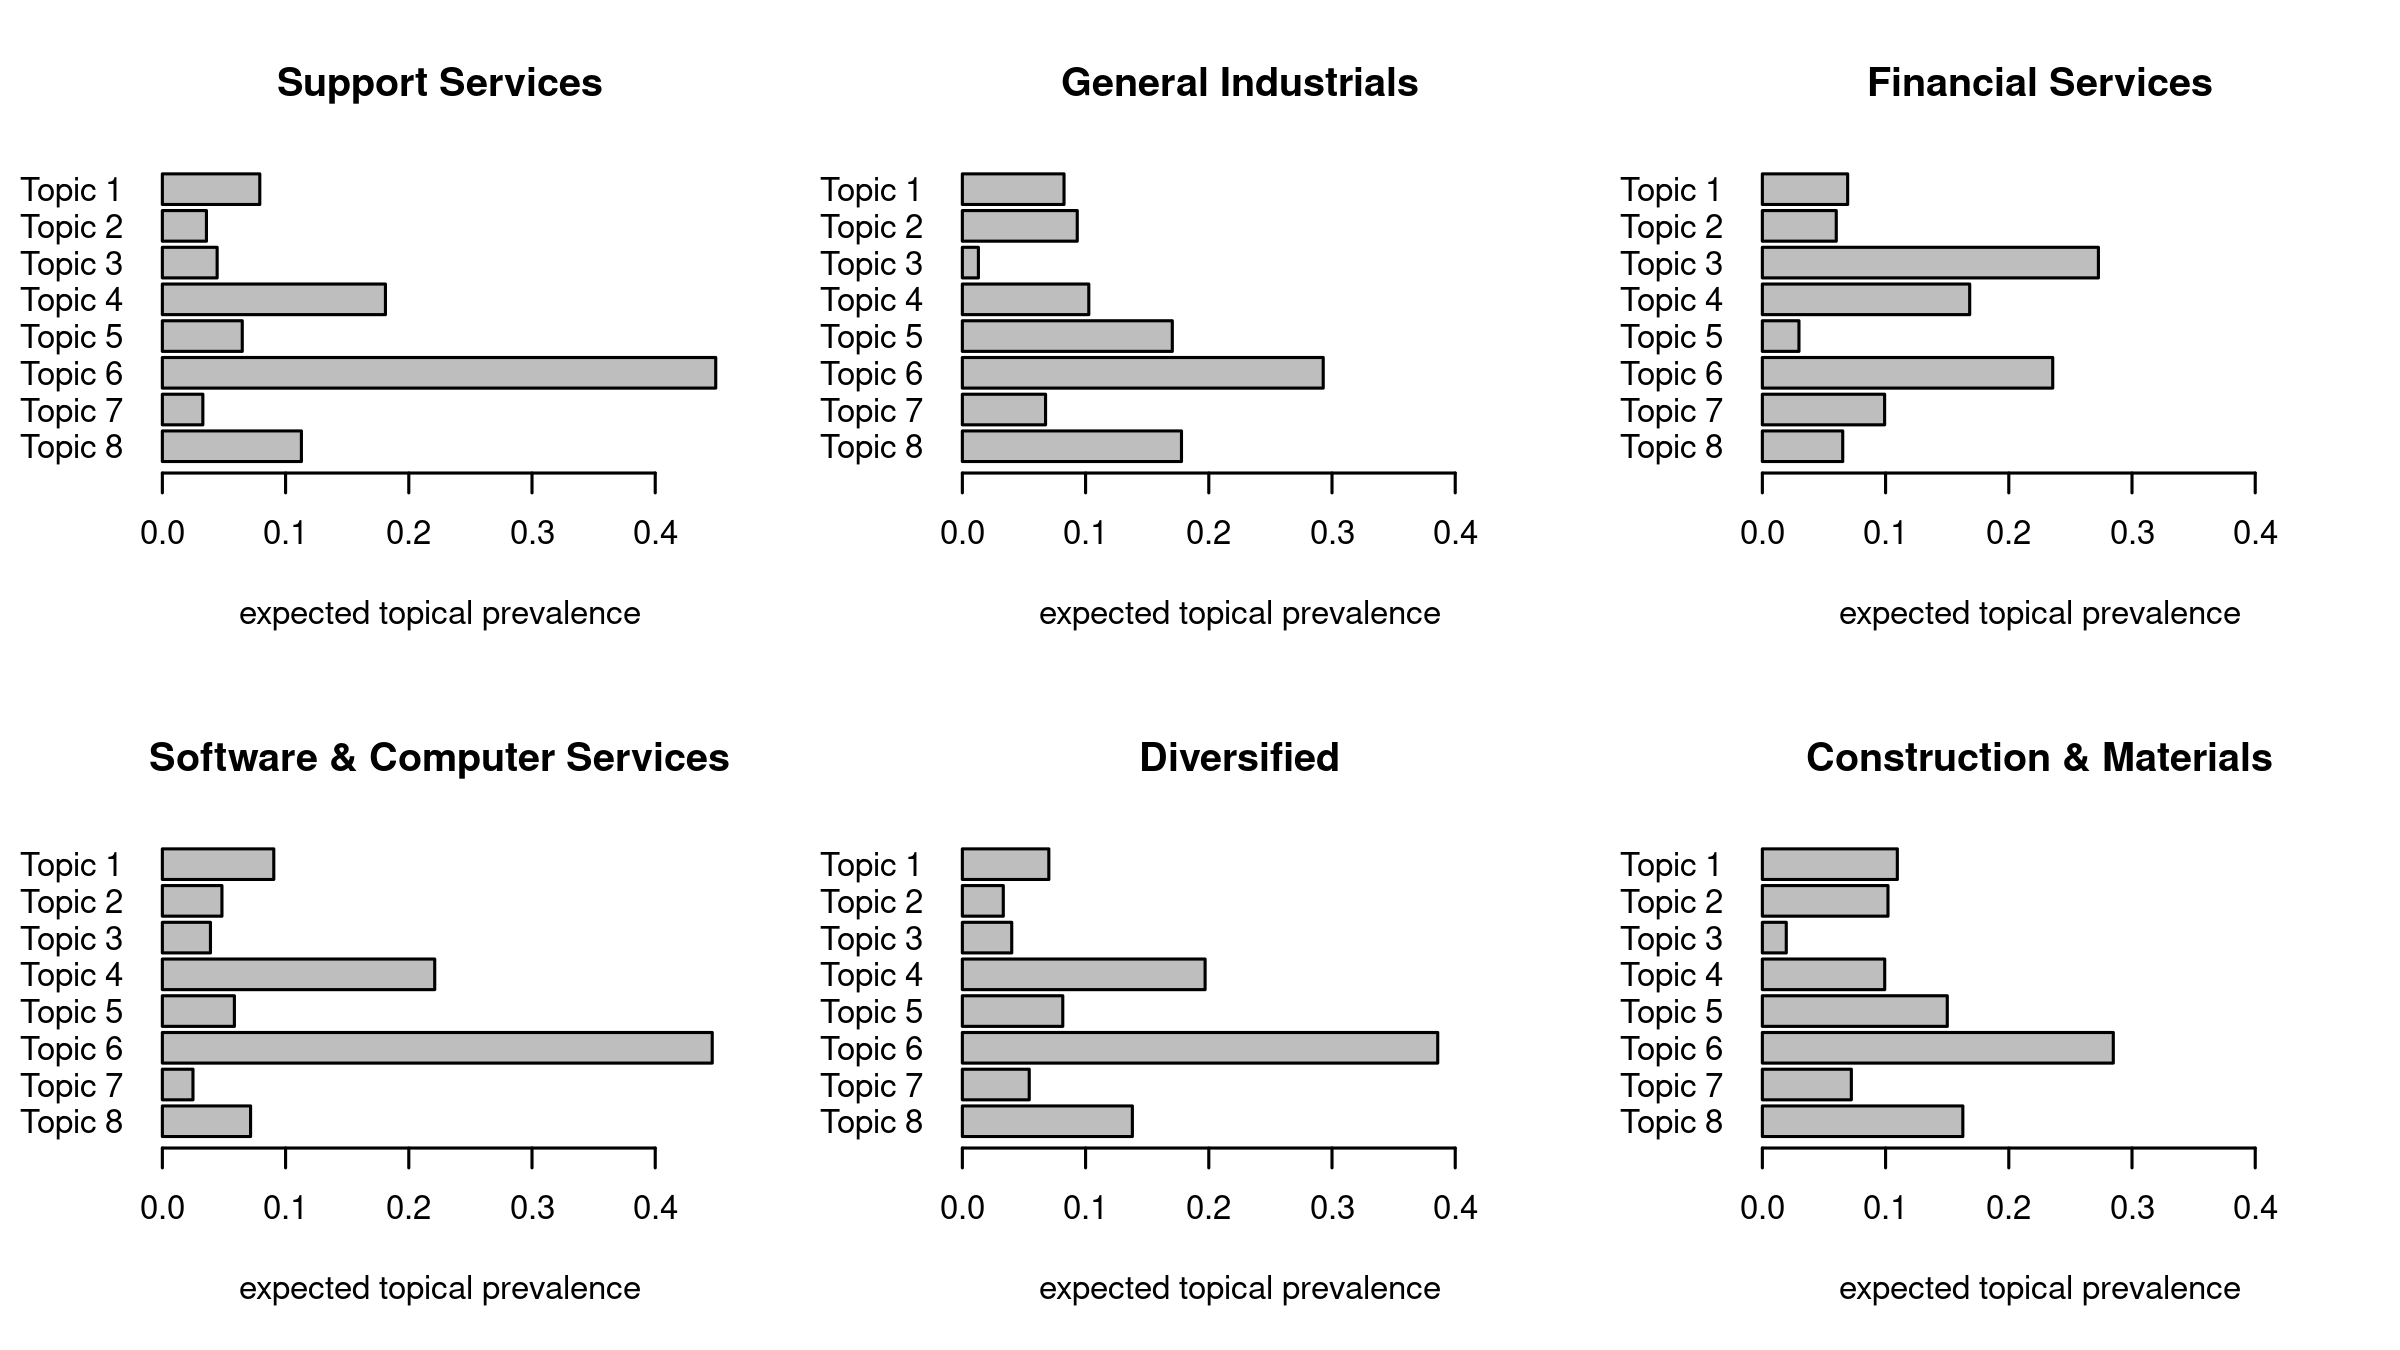 Support Services
Topic 1
Topic 2
Topic 3
Topic 4
Topic 5
Topic 6
Topic 7
Topic 8
0.0 0.1 0.2 0.3 0.4
expected topical prevalence
General Industrials
Topic 1
Topic 2
Topic 3
Topic 4
Topic 5
Topic 6
Topic 7
Topic 8
0.0 0.1 0.2 0.3 0.4
expected topical prevalence
Financial Services
Topic 1
Topic 2
Topic 3
Topic 4
Topic 5
Topic 6
Topic 7
Topic 8
0.0 0.1 0.2 0.3 0.4
expected topical prevalence
Software & Computer Services
Topic 1
Topic 2
Topic 3
Topic 4
Topic 5
Topic 6
Topic 7
Topic 8
0.0 0.1 0.2 0.3 0.4
expected topical prevalence
Diversified
Topic 1
Topic 2
Topic 3
Topic 4
Topic 5
Topic 6
Topic 7
Topic 8
0.0 0.1 0.2 0.3 0.4
expected topical prevalence
Construction & Materials
Topic 1
Topic 2
Topic 3
Topic 4
Topic 5
Topic 6
Topic 7
Topic 8
0.0 0.1 0.2 0.3 0.4
expected topical prevalence